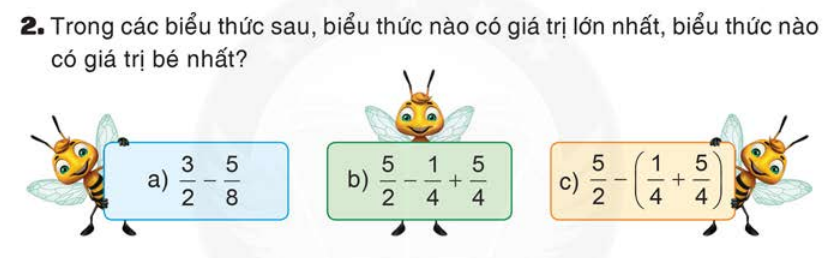 2. Trong các biểu thức sau, biểu thức nào có giá trị lớn nhất, biểu thức nào
có giá trị bé nhất?
a) 3/2 − 5/8
b) 5/2 − 1/4 + 5/4
c) 5/2 − (1/4 + 5/4)